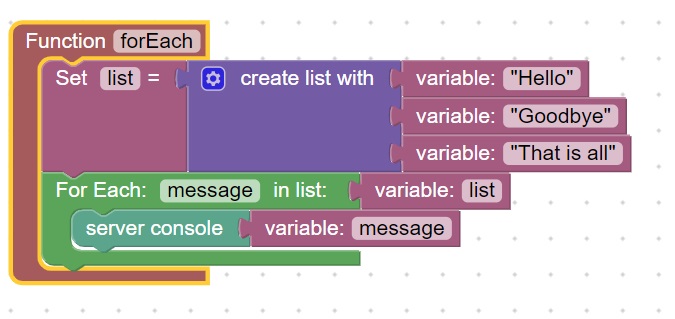 Function forEach
Set list = create list with variable: "Hello"
variable: "Goodbye"
variable: "That is all"
For Each: message in list: variable: list
server console variable: message